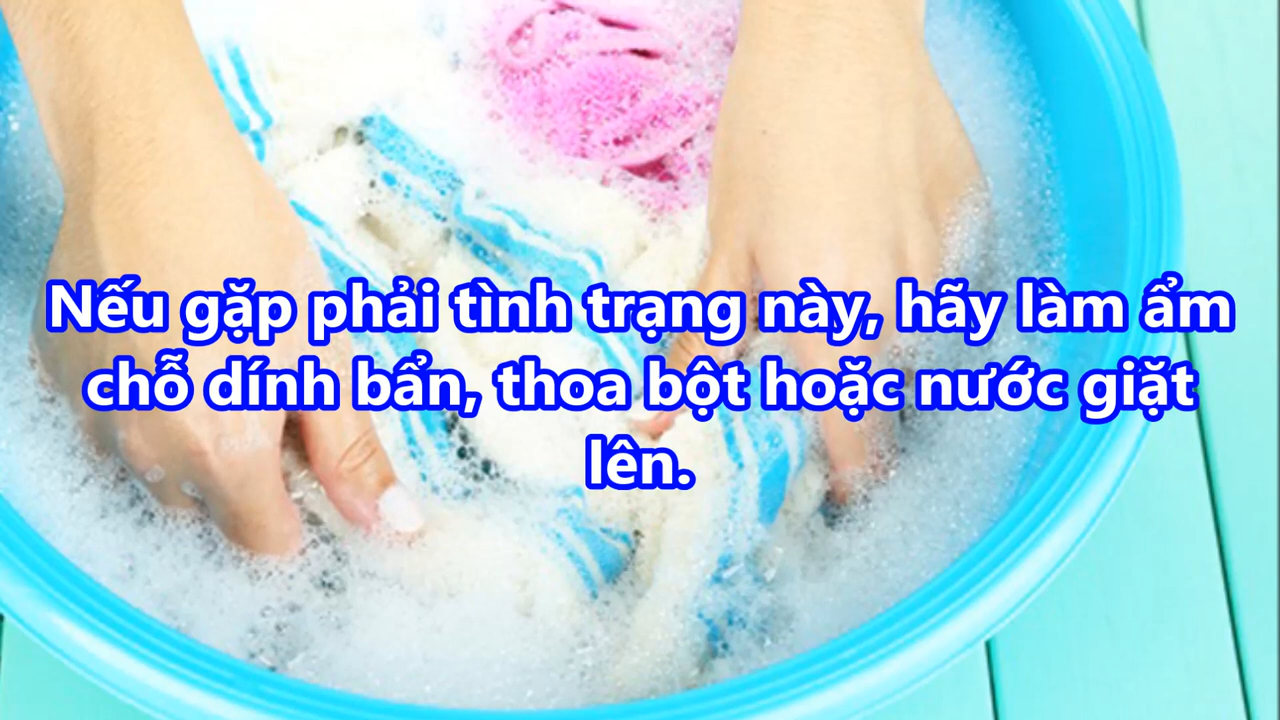 Nếu gặp phải tình trạng này, hãy làm ẩm
chỗ dính bẩn, thoa bột hoặc nước giặt
lên.